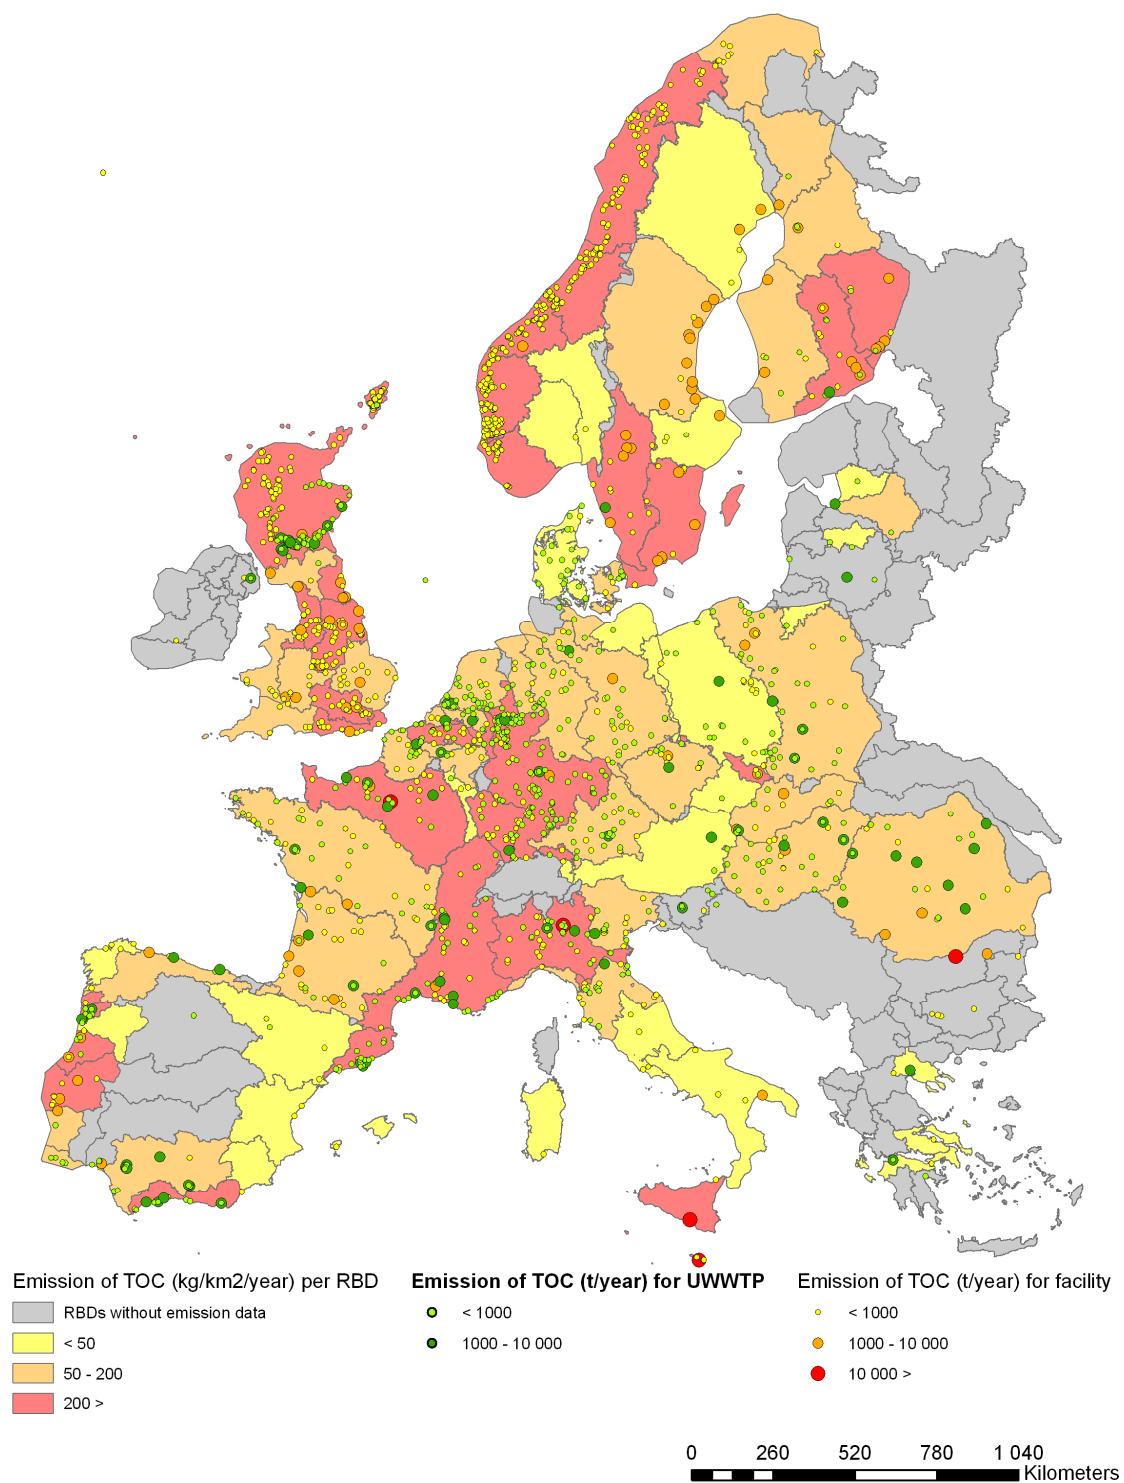 Emission of TOC (kg/km2/year) per RBD
RBDs without emission data
< 50
50 - 200
200 >
Emission of TOC (t/year) for UWWTP
< 1000
1000 - 10 000
Emission of TOC (t/year) for facility
< 1000
1000 - 10 000
10 000 >
0 260 520 780 1 040
Kilometers